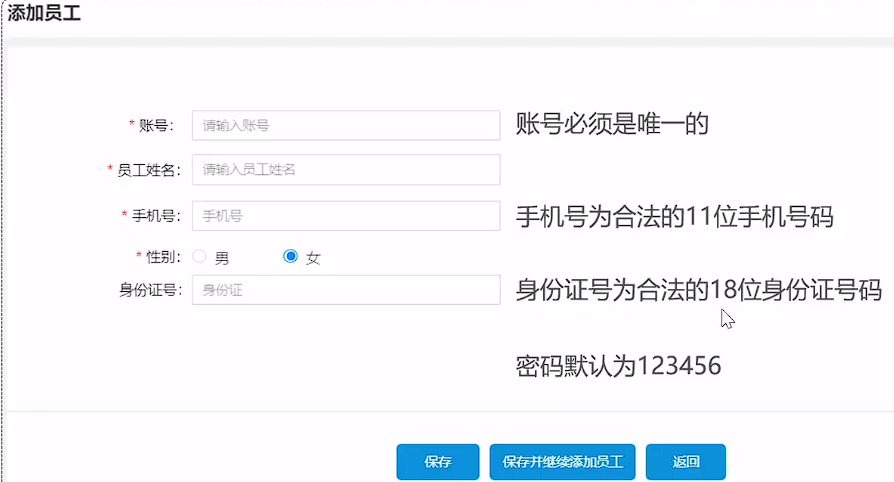 添加员工
* 账号： 请输入账号 账号必须是唯一的
* 员工姓名： 请输入员工姓名
* 手机号： 手机号 手机号为合法的11位手机号码
* 性别： 男 女
身份证号： 身份证 身份证号为合法的18位身份证号码
密码默认为123456
保存 保存并继续添加员工 返回